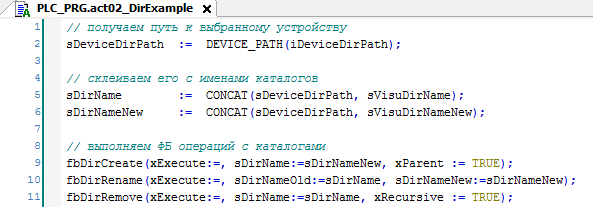 PLC_PRG.act02_DirExample
1 // получаем путь к выбранному устройству
2 sDeviceDirPath := DEVICE_PATH(iDeviceDirPath);
3
4 // склеиваем его с именами каталогов
5 sDirName := CONCAT(sDeviceDirPath, sVisuDirName);
6 sDirNameNew := CONCAT(sDeviceDirPath, sVisuDirNameNew);
7
8 // выполняем ФБ операций с каталогами
9 fbDirCreate(xExecute:=, sDirName:=sDirNameNew, xParent := TRUE);
10 fbDirRename(xExecute:=, sDirNameOld:=sDirName, sDirNameNew:=sDirNameNew);
11 fbDirRemove(xExecute:=, sDirName:=sDirName, xRecursive := TRUE);